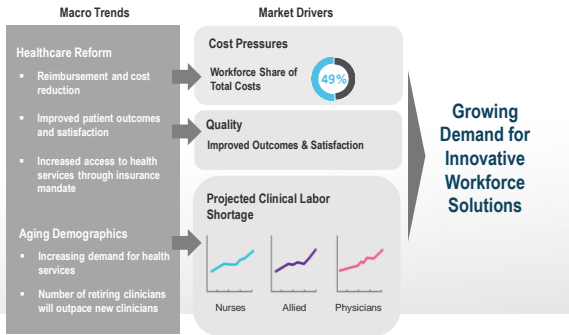 Macro Trends
Market Drivers
Healthcare Reform
▪ Reimbursement and cost
reduction
▪ Improved patient outcomes
and satisfaction
▪ Increased access to health
services through insurance
mandate
Aging Demographics
▪ Increasing demand for health
services
▪ Number of retiring clinicians
will outpace new clinicians
Cost Pressures
Workforce Share of
Total Costs
49%
Quality
Improved Outcomes & Satisfaction
Projected Clinical Labor
Shortage
Nurses
Allied
Physicians
Growing
Demand for
Innovative
Workforce
Solutions